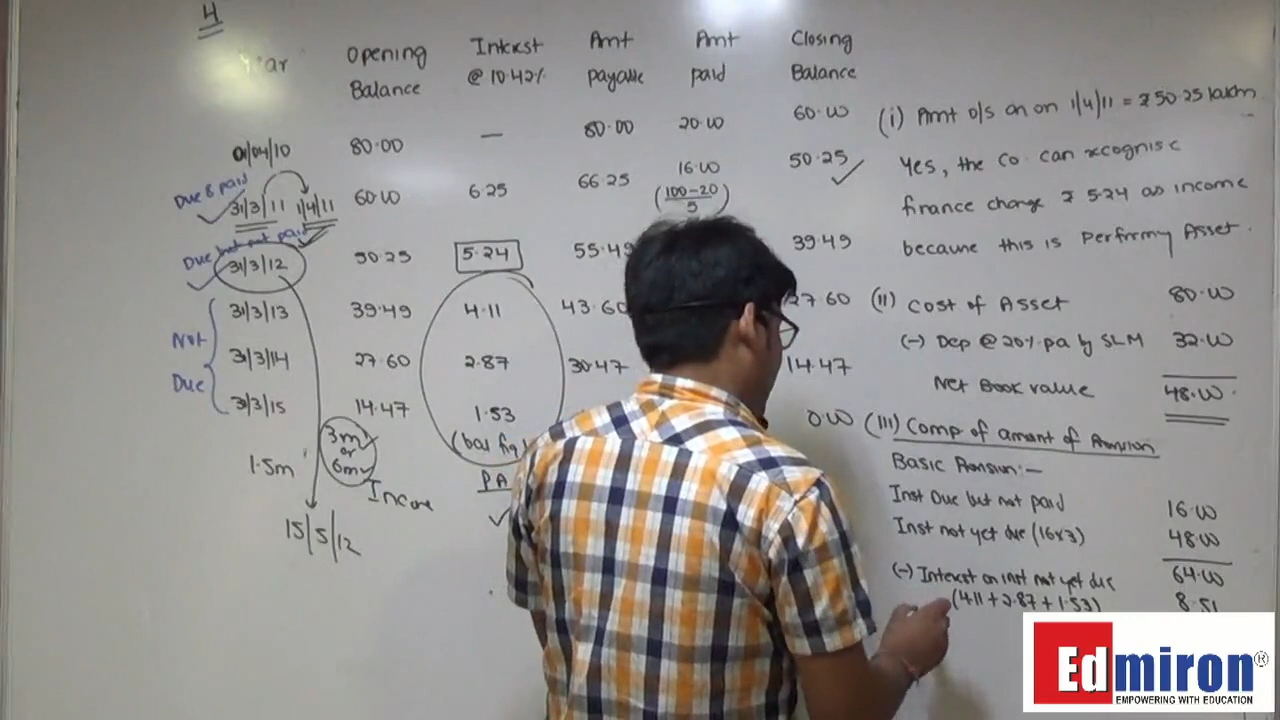 4
Opening Balance
Interest @ 10.42%
Amt payable
Amt paid
Closing Balance
01/04/10 80.00 — 80.00 20.00 60.00
Due & paid
31/3/11 1/4/11 60.00 6.25 66.25 16.00 50.25
(100-20/5)
Due but not paid
31/3/12 50.25 5.24 55.49 39.49
31/3/13 39.49 4.11 43.60 27.60
Not Due
31/3/14 27.60 2.87 30.47 14.47
31/3/15 14.47 1.53 0.00
(bal fig)
3m or 6m
1.5m
Income
PA
15/5/12
(i) Amt o/s on on 1/4/11 = ₹ 50.25 lakhs
Yes, the Co. can recognise
finance charge ₹ 5.24 as income
because this is Performing Asset.
(II) Cost of Asset 80.00
(-) Dep @ 20% pa by SLM 32.00
Net Book value 48.00
(III) Comp of amount of Provision
Basic Provision:-
Inst Due but not paid 16.00
Inst not yet due (16x3) 48.00
64.00
(-) Interest on inst not yet due
(4.11 + 2.87 + 1.53) 8.51
Edmiron®
EMPOWERING WITH EDUCATION